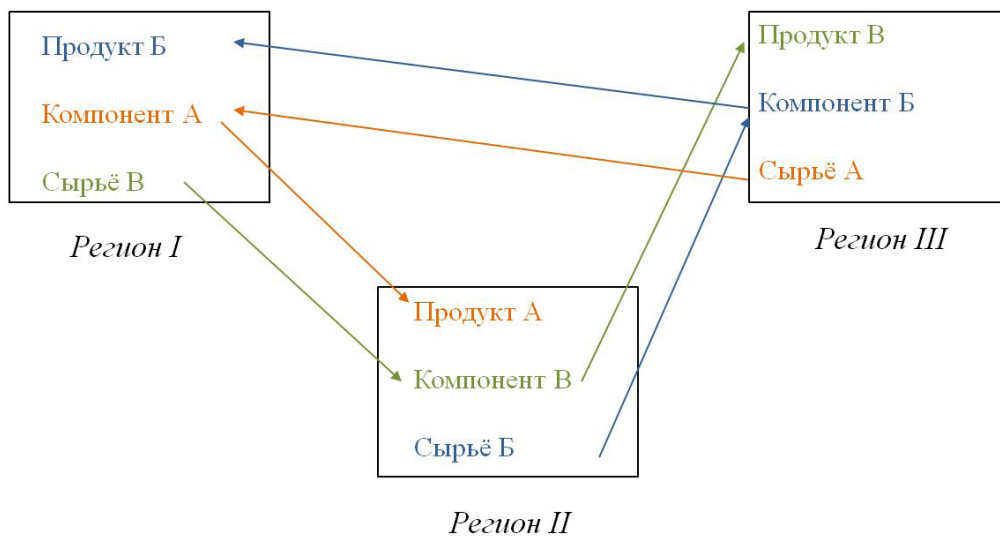 Продукт Б
Компонент А
Сырьё В
Регион I
Продукт В
Компонент Б
Сырьё А
Регион III
Продукт А
Компонент В
Сырьё Б
Регион II